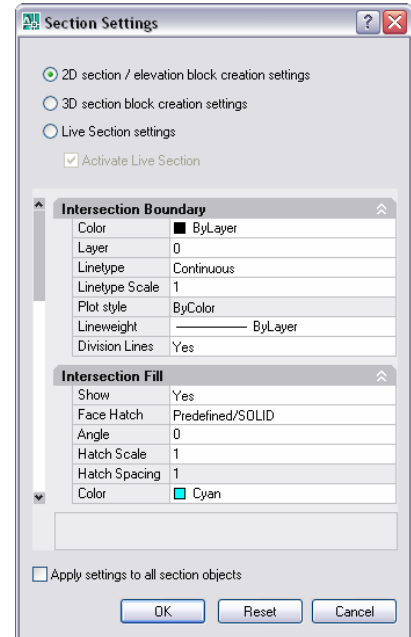 Section Settings
2D section / elevation block creation settings
3D section block creation settings
Live Section settings
Activate Live Section
Intersection Boundary
Color ByLayer
Layer 0
Linetype Continuous
Linetype Scale 1
Plot style ByColor
Lineweight ByLayer
Division Lines Yes
Intersection Fill
Show Yes
Face Hatch Predefined/SOLID
Angle 0
Hatch Scale 1
Hatch Spacing 1
Color Cyan
Apply settings to all section objects
OK Reset Cancel